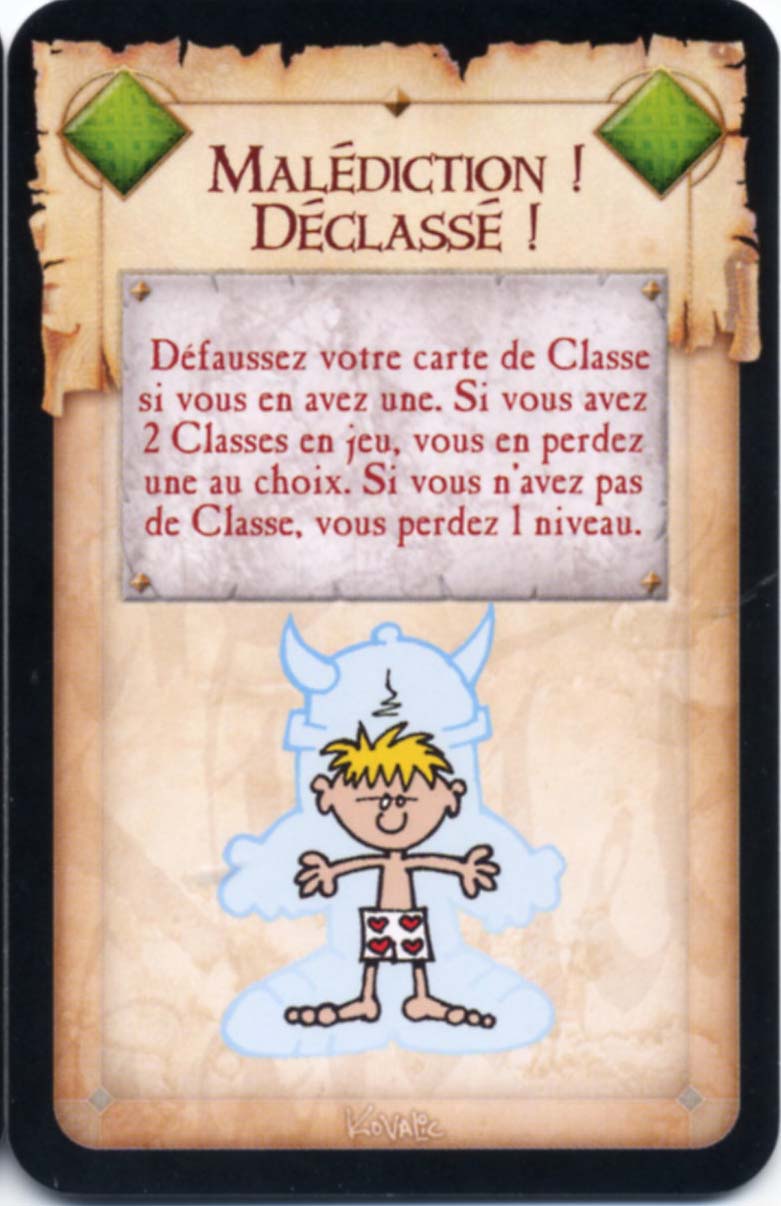 MALÉDICTION !
DÉCLASSÉ !
Défaussez votre carte de Classe
si vous en avez une. Si vous avez
2 Classes en jeu, vous en perdez
une au choix. Si vous n'avez pas
de Classe, vous perdez 1 niveau.
KOVALIC